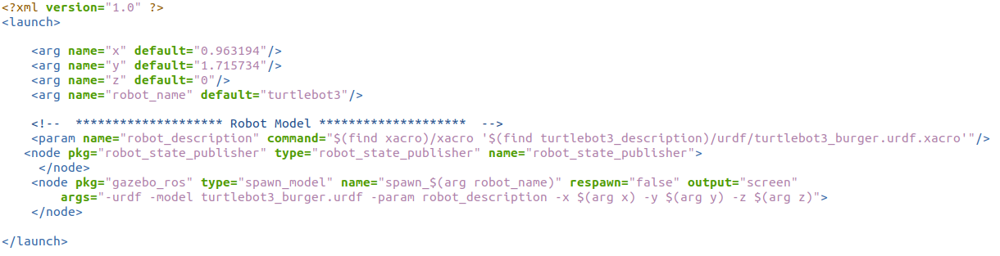 <?xml version="1.0" ?>
<launch>
    <arg name="x" default="0.963194"/>
    <arg name="y" default="1.715734"/>
    <arg name="z" default="0"/>
    <arg name="robot_name" default="turtlebot3"/>
    <!--  ******************** Robot Model ********************  -->
    <param name="robot_description" command="$(find xacro)/xacro '$(find turtlebot3_description)/urdf/turtlebot3_burger.urdf.xacro'"/>
   <node pkg="robot_state_publisher" type="robot_state_publisher" name="robot_state_publisher">
     </node>
    <node pkg="gazebo_ros" type="spawn_model" name="spawn_$(arg robot_name)" respawn="false" output="screen"
        args="-urdf -model turtlebot3_burger.urdf -param robot_description -x $(arg x) -y $(arg y) -z $(arg z)">
    </node>
</launch>